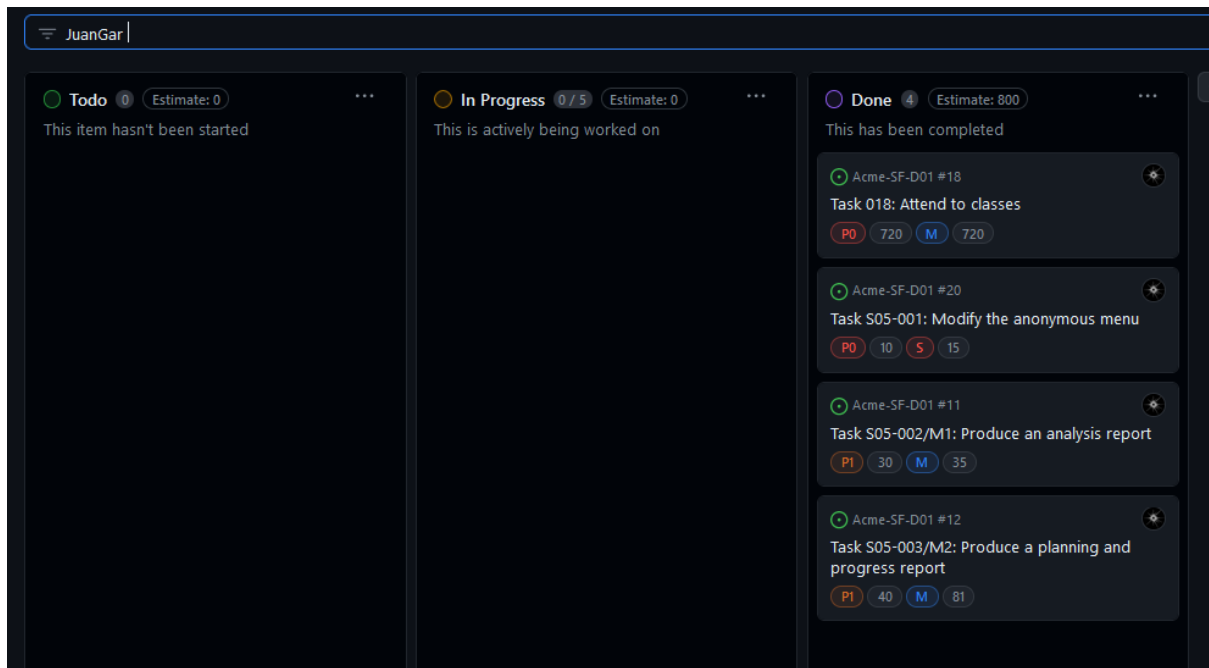 JuanGar
Todo 0 Estimate: 0 ...
This item hasn't been started
In Progress 0 / 5 Estimate: 0 ...
This is actively being worked on
Done 4 Estimate: 800 ...
This has been completed
Acme-SF-D01 #18
Task 018: Attend to classes
P0 720 M 720
Acme-SF-D01 #20
Task S05-001: Modify the anonymous menu
P0 10 S 15
Acme-SF-D01 #11
Task S05-002/M1: Produce an analysis report
P1 30 M 35
Acme-SF-D01 #12
Task S05-003/M2: Produce a planning and
progress report
P1 40 M 81